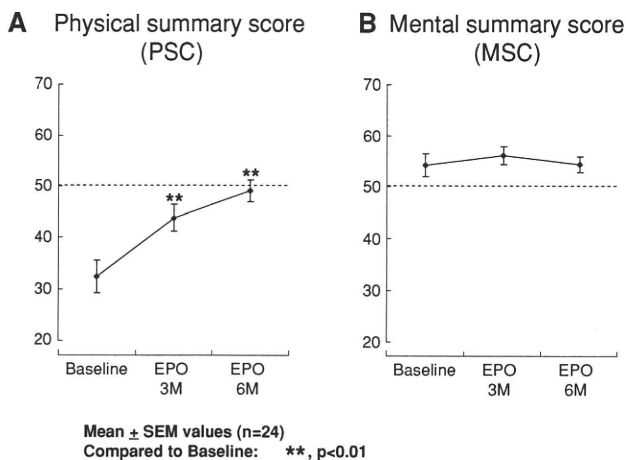 A Physical summary score
(PSC)
70
60
50
40
30
20
**
**
Baseline EPO EPO
3M 6M
B Mental summary score
(MSC)
70
60
50
40
30
20
Baseline EPO EPO
3M 6M
Mean ± SEM values (n=24)
Compared to Baseline: **, p<0.01